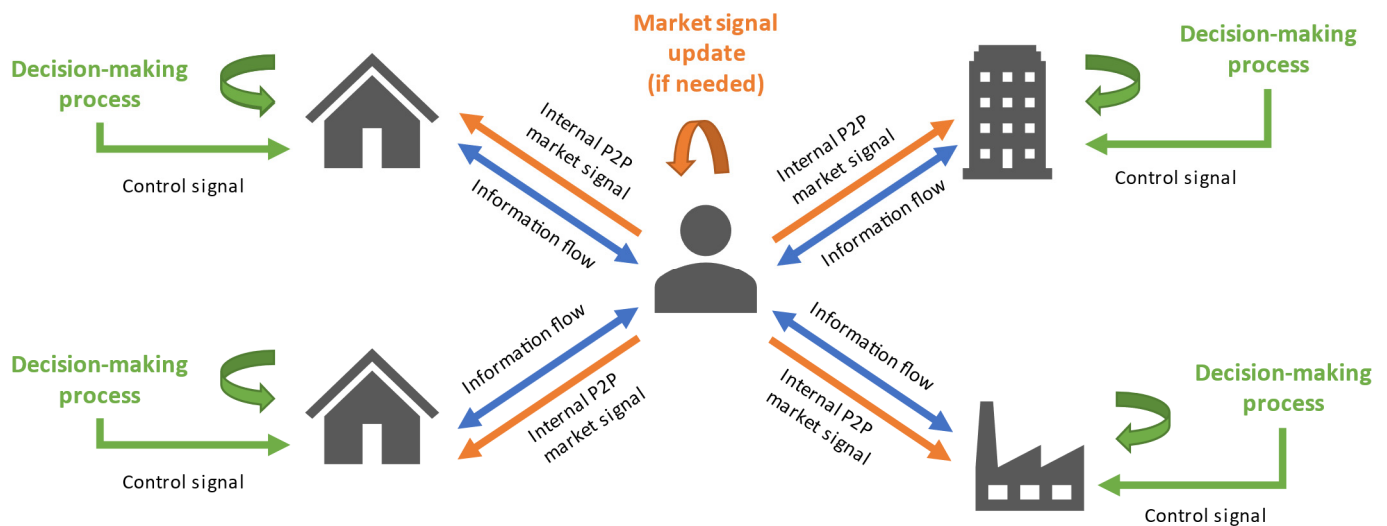 Market signal
update
(if needed)
Decision-making
process
Control signal
Internal P2P
market signal
Information flow
Internal P2P
market signal
Information flow
Decision-making
process
Control signal
Decision-making
process
Control signal
Information flow
Internal P2P
market signal
Information flow
Internal P2P
market signal
Decision-making
process
Control signal